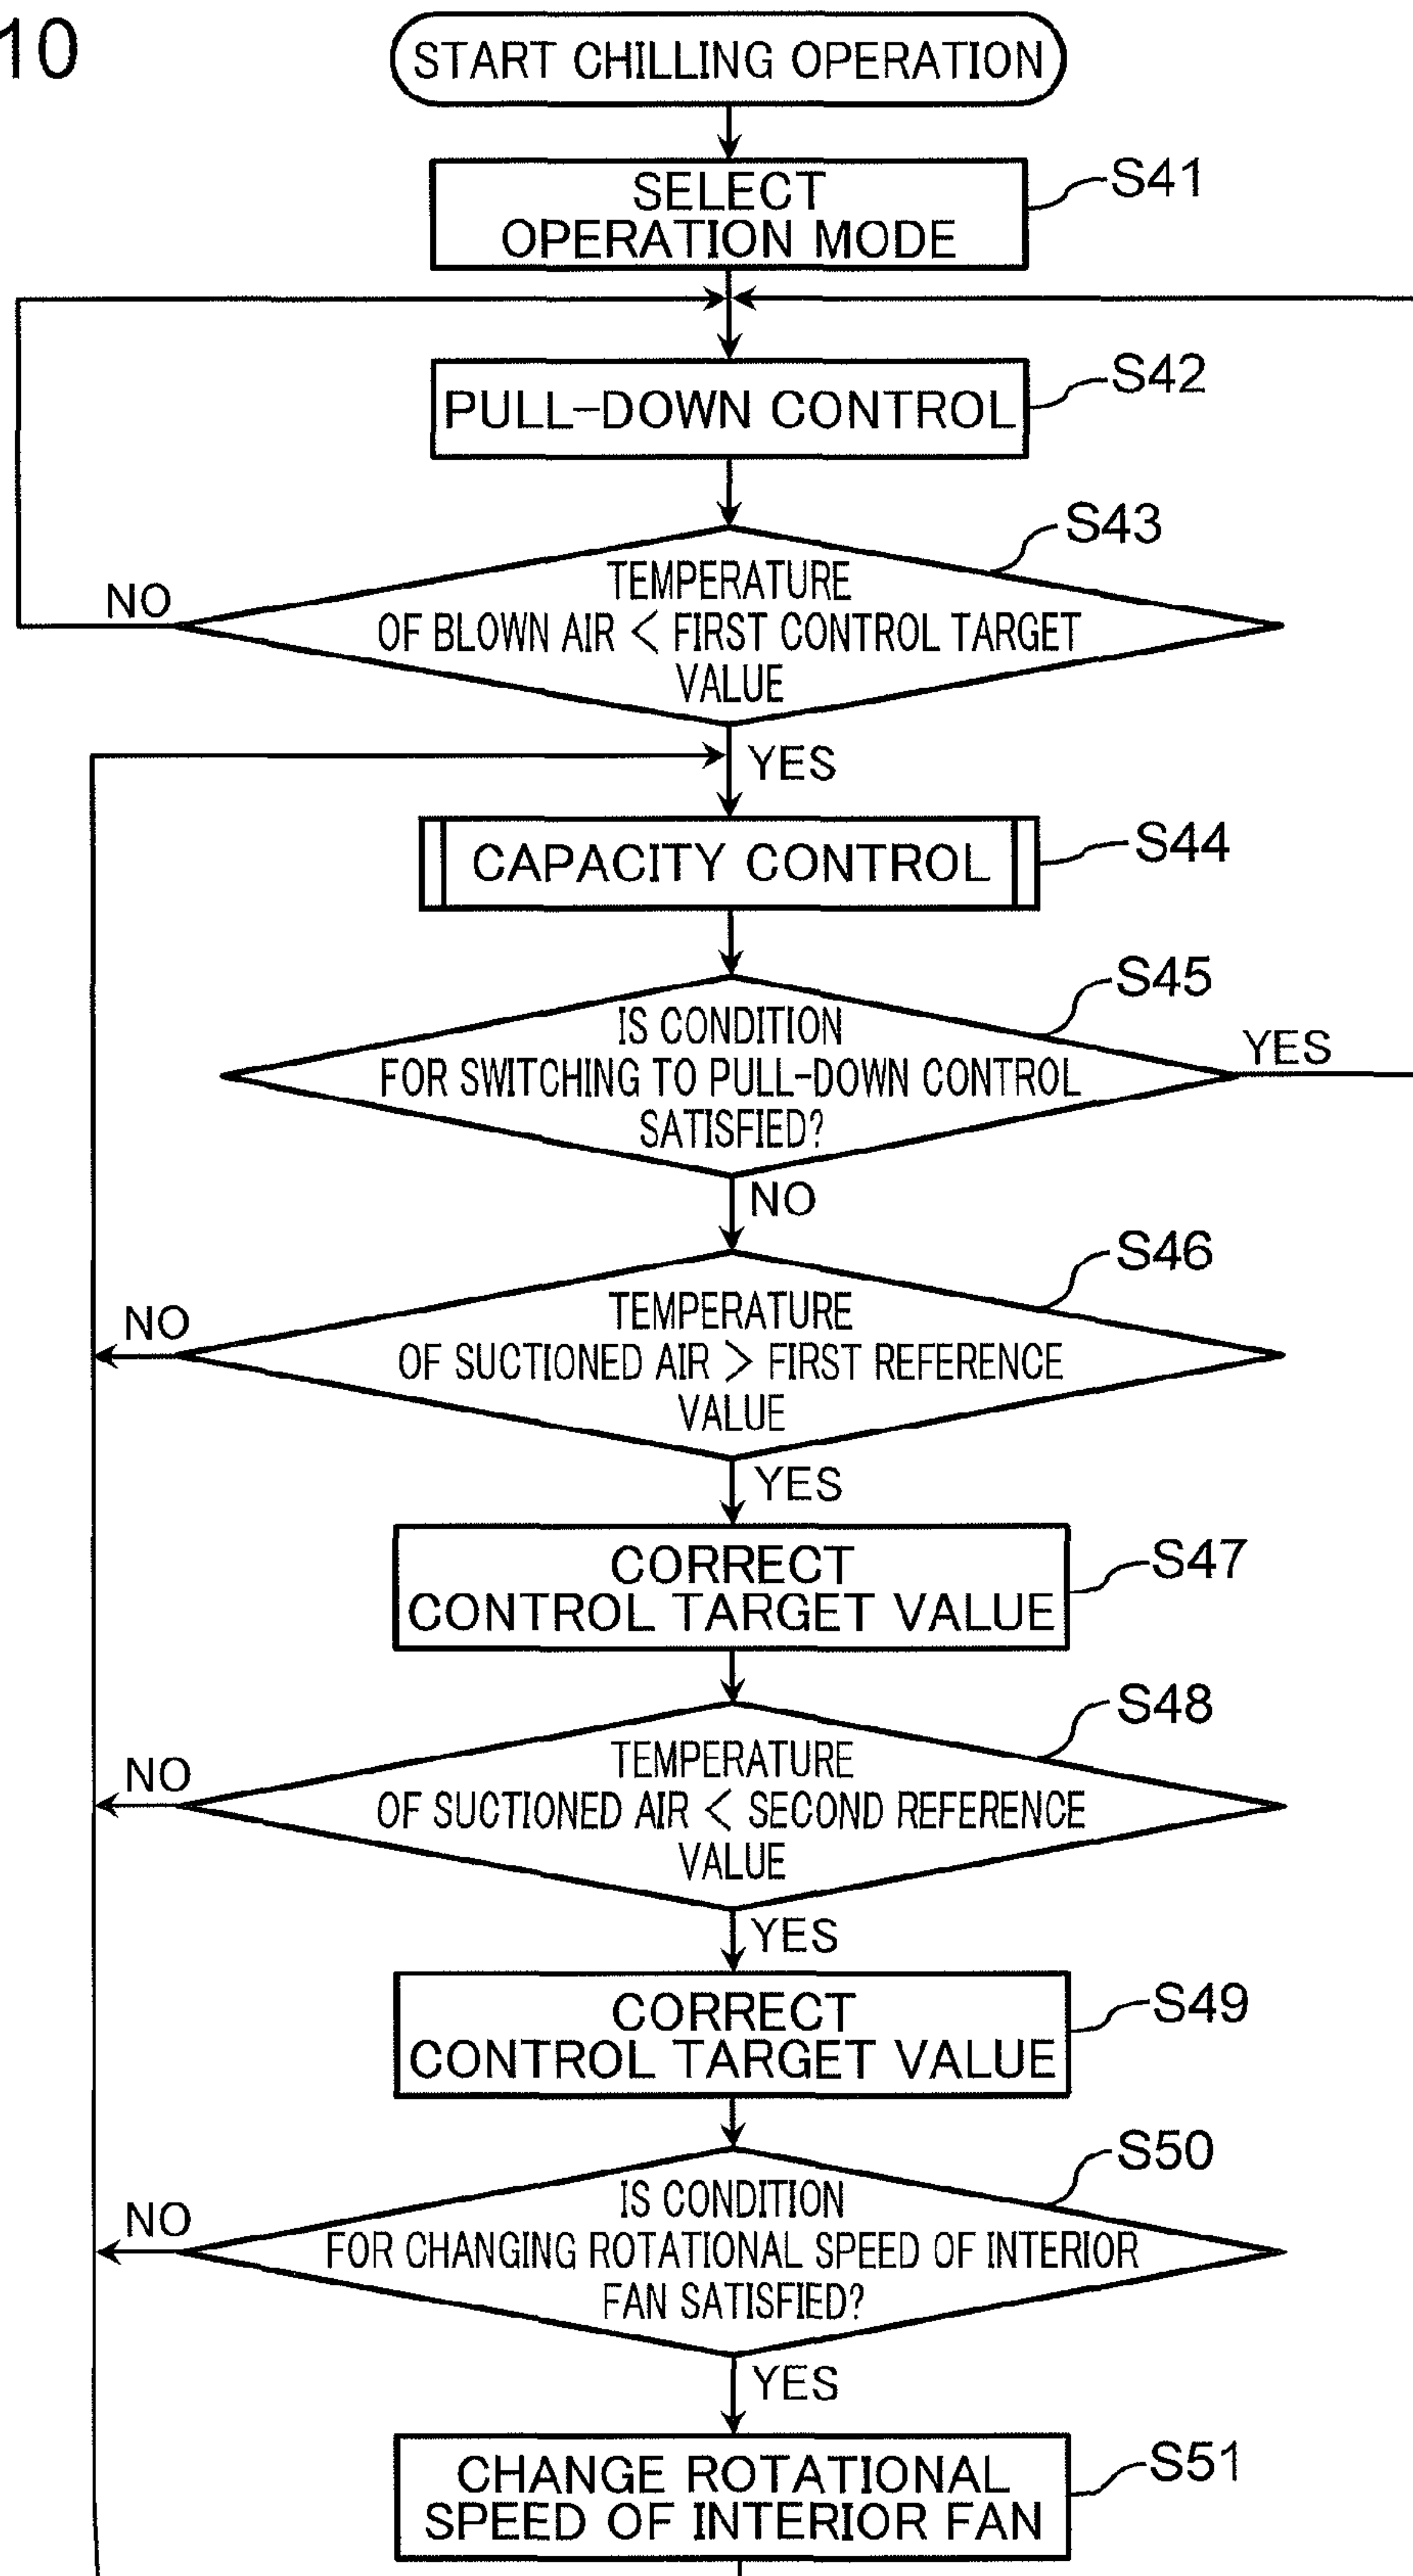 10
START CHILLING OPERATION
SELECT
OPERATION MODE
S41
PULL-DOWN CONTROL
S42
S43
TEMPERATURE
OF BLOWN AIR < FIRST CONTROL TARGET
VALUE
NO
YES
CAPACITY CONTROL
S44
S45
IS CONDITION
FOR SWITCHING TO PULL-DOWN CONTROL
SATISFIED?
YES
NO
S46
TEMPERATURE
OF SUCTIONED AIR > FIRST REFERENCE
VALUE
NO
YES
CORRECT
CONTROL TARGET VALUE
S47
S48
TEMPERATURE
OF SUCTIONED AIR < SECOND REFERENCE
VALUE
NO
YES
CORRECT
CONTROL TARGET VALUE
S49
S50
IS CONDITION
FOR CHANGING ROTATIONAL SPEED OF INTERIOR
FAN SATISFIED?
NO
YES
CHANGE ROTATIONAL
SPEED OF INTERIOR FAN
S51